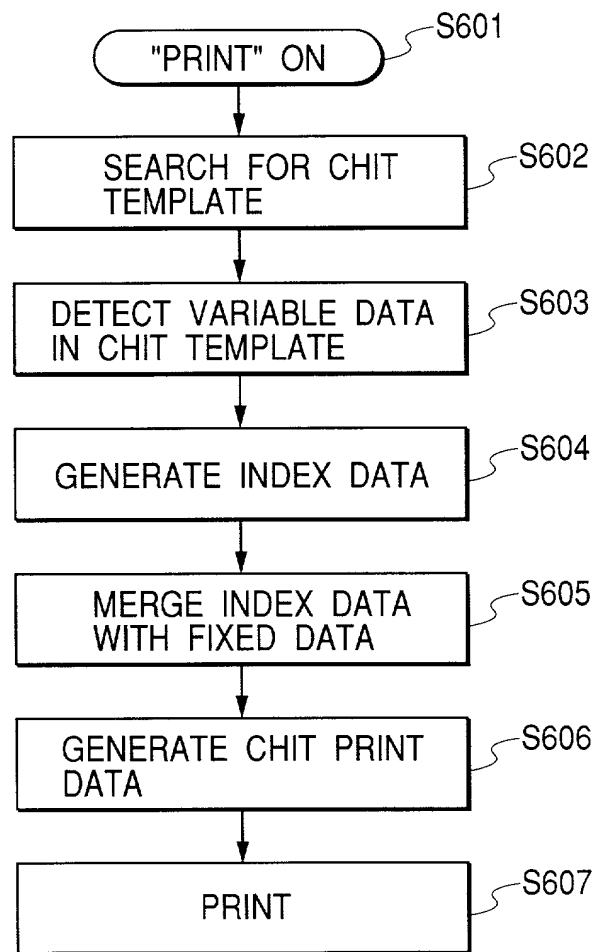 "PRINT" ON
S601
SEARCH FOR CHIT
TEMPLATE
S602
DETECT VARIABLE DATA
IN CHIT TEMPLATE
S603
GENERATE INDEX DATA
S604
MERGE INDEX DATA
WITH FIXED DATA
S605
GENERATE CHIT PRINT
DATA
S606
PRINT
S607